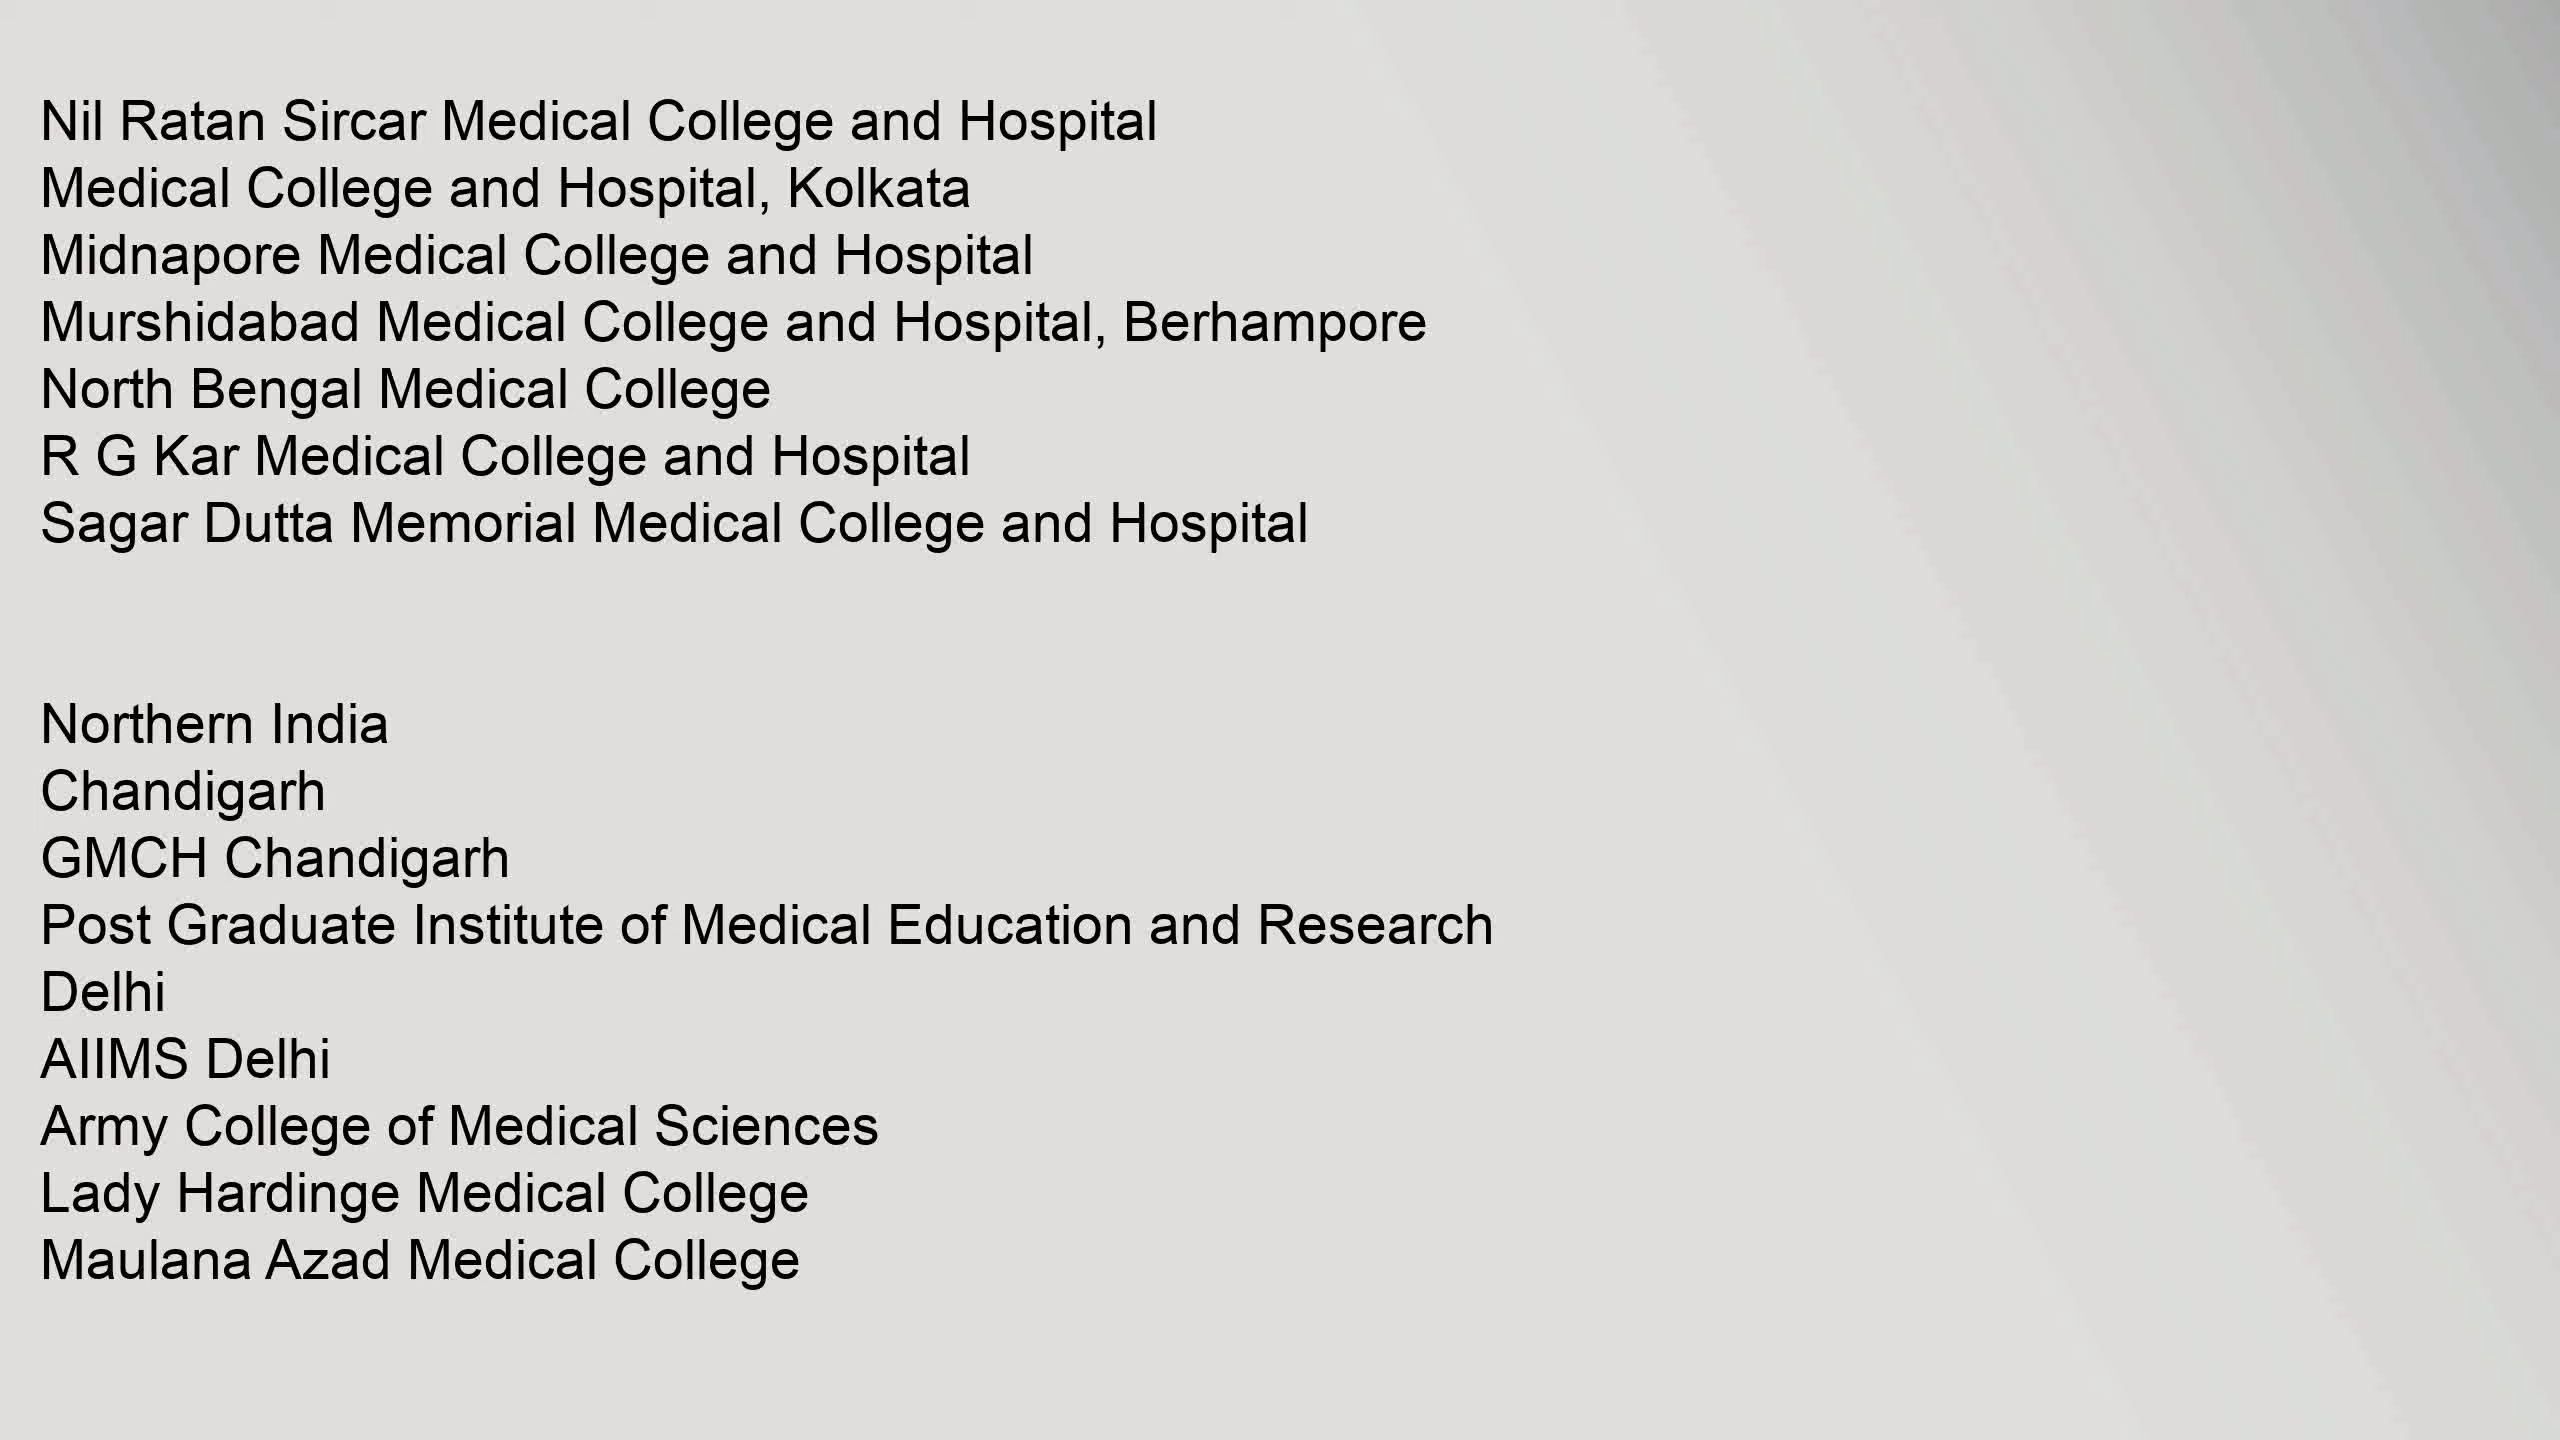 Nil Ratan Sircar Medical College and Hospital
Medical College and Hospital, Kolkata
Midnapore Medical College and Hospital
Murshidabad Medical College and Hospital, Berhampore
North Bengal Medical College
R G Kar Medical College and Hospital
Sagar Dutta Memorial Medical College and Hospital
Northern India
Chandigarh
GMCH Chandigarh
Post Graduate Institute of Medical Education and Research
Delhi
AIIMS Delhi
Army College of Medical Sciences
Lady Hardinge Medical College
Maulana Azad Medical College